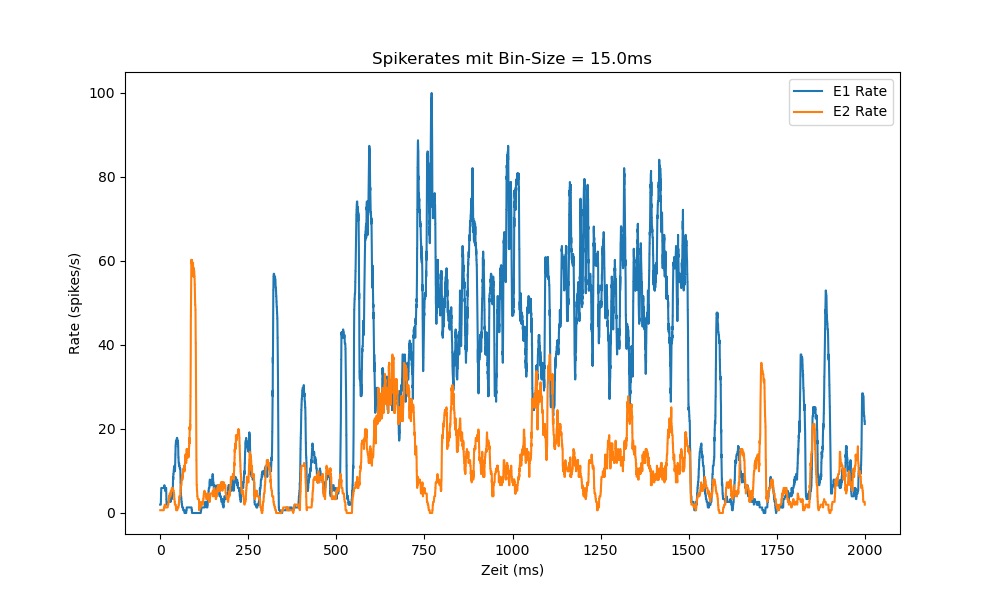 Spikerates mit Bin-Size = 15.0ms
E1 Rate
E2 Rate
100
80
60
40
20
0
Rate (spikes/s)
0 250 500 750 1000 1250 1500 1750 2000
Zeit (ms)